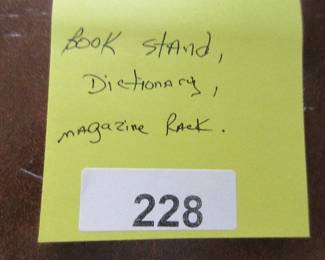 Book Stand,
Dictionary,
magazine Rack.
228